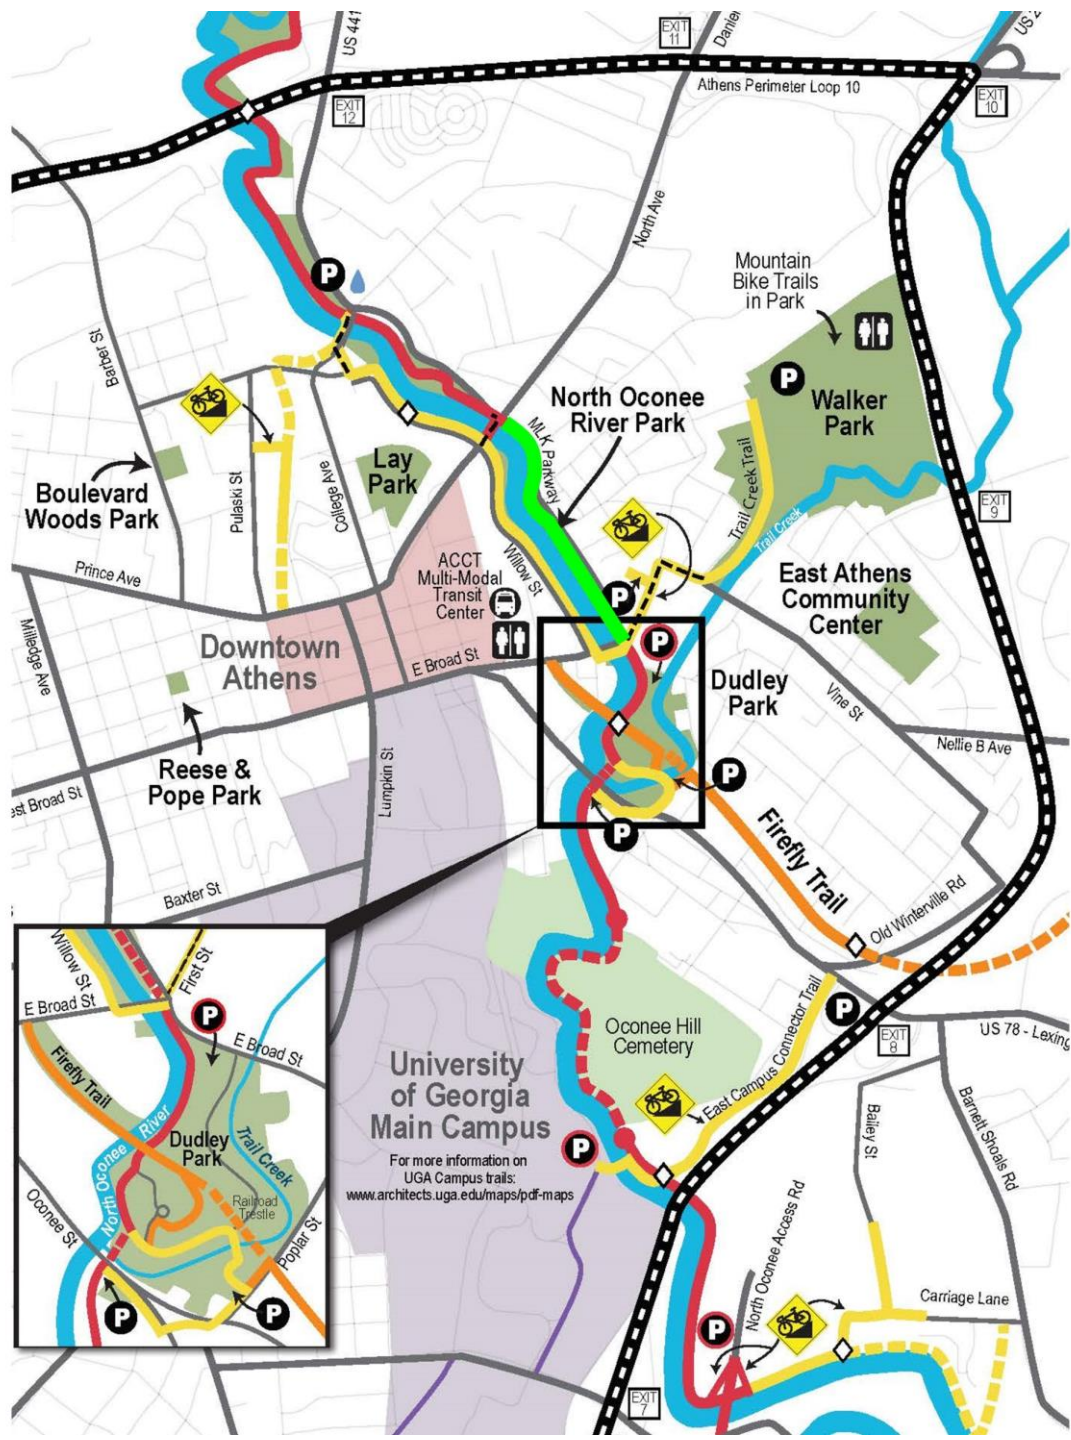 US 441
EXIT
11
Athens Perimeter Loop 10
EXIT
12
EXIT
10
North Ave
Mountain
Bike Trails
in Park
P
P
Walker
Park
Barber St
North Oconee
River Park
MLK Parkway
Trail Creek Trail
Trail Creek
EXIT
9
Lay
Park
Boulevard
Woods Park
Pulaski St
College Ave
Prince Ave
Willow St
ACCT
Multi-Modal
Transit
Center
P
East Athens
Community
Center
Milledge Ave
Downtown
Athens
E Broad St
P
Dudley
Park
Vine St
Nellie B Ave
Reese &
Pope Park
est Broad St
Lumpkin St
P
P
Firefly Trail
Baxter St
Old Winterville Rd
Oconee Hill
Cemetery
East Campus Connector Trail
P
EXIT
8
US 78 - Lexing
University
of Georgia
Main Campus
For more information on
UGA Campus trails:
www.architects.uga.edu/maps/pdf-maps
P
Bailey St
Barnett Shoals Rd
North Oconee Access Rd
P
Carriage Lane
EXIT
7
Willow St
First St
E Broad St
P
E Broad St
Firefly Trail
North Oconee River
Dudley
Park
Trail Creek
Railroad
Trestle
Oconee St
Poplar St
P
P